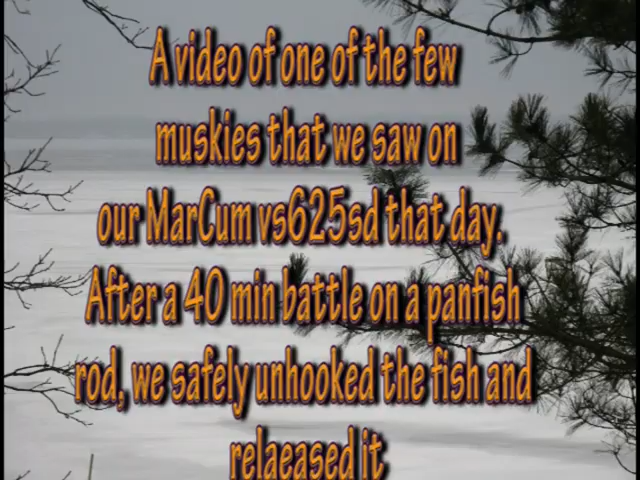 A video of one of the few
muskies that we saw on
our MarCum vs625sd that day.
After a 40 min battle on a panfish
rod, we safely unhooked the fish and
relaeased it